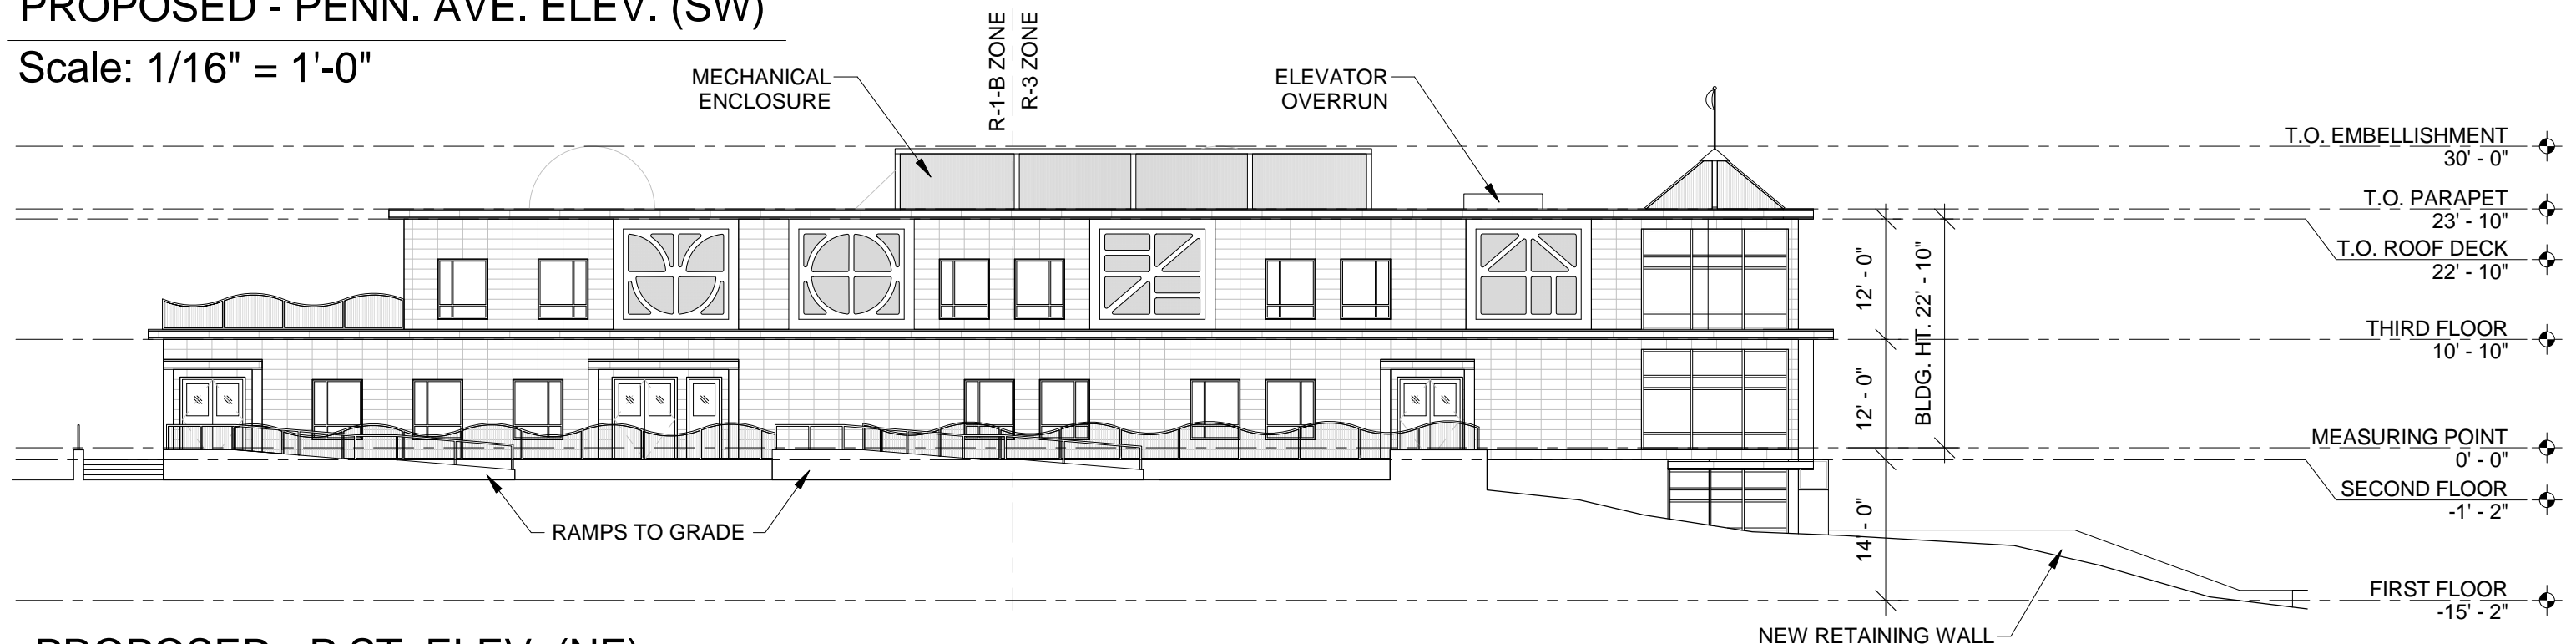 PROPOSED - PENN. AVE. ELEV. (SW)
Scale: 1/16" = 1'-0"
MECHANICAL
ENCLOSURE
R-1-B ZONE
R-3 ZONE
ELEVATOR
OVERRUN
T.O. EMBELLISHMENT
30' - 0"
T.O. PARAPET
23' - 10"
T.O. ROOF DECK
22' - 10"
THIRD FLOOR
10' - 10"
MEASURING POINT
0' - 0"
SECOND FLOOR
-1' - 2"
FIRST FLOOR
-15' - 2"
12' - 0"
12' - 0"
14' - 0"
BLDG. HT. 22' - 10"
RAMPS TO GRADE
NEW RETAINING WALL